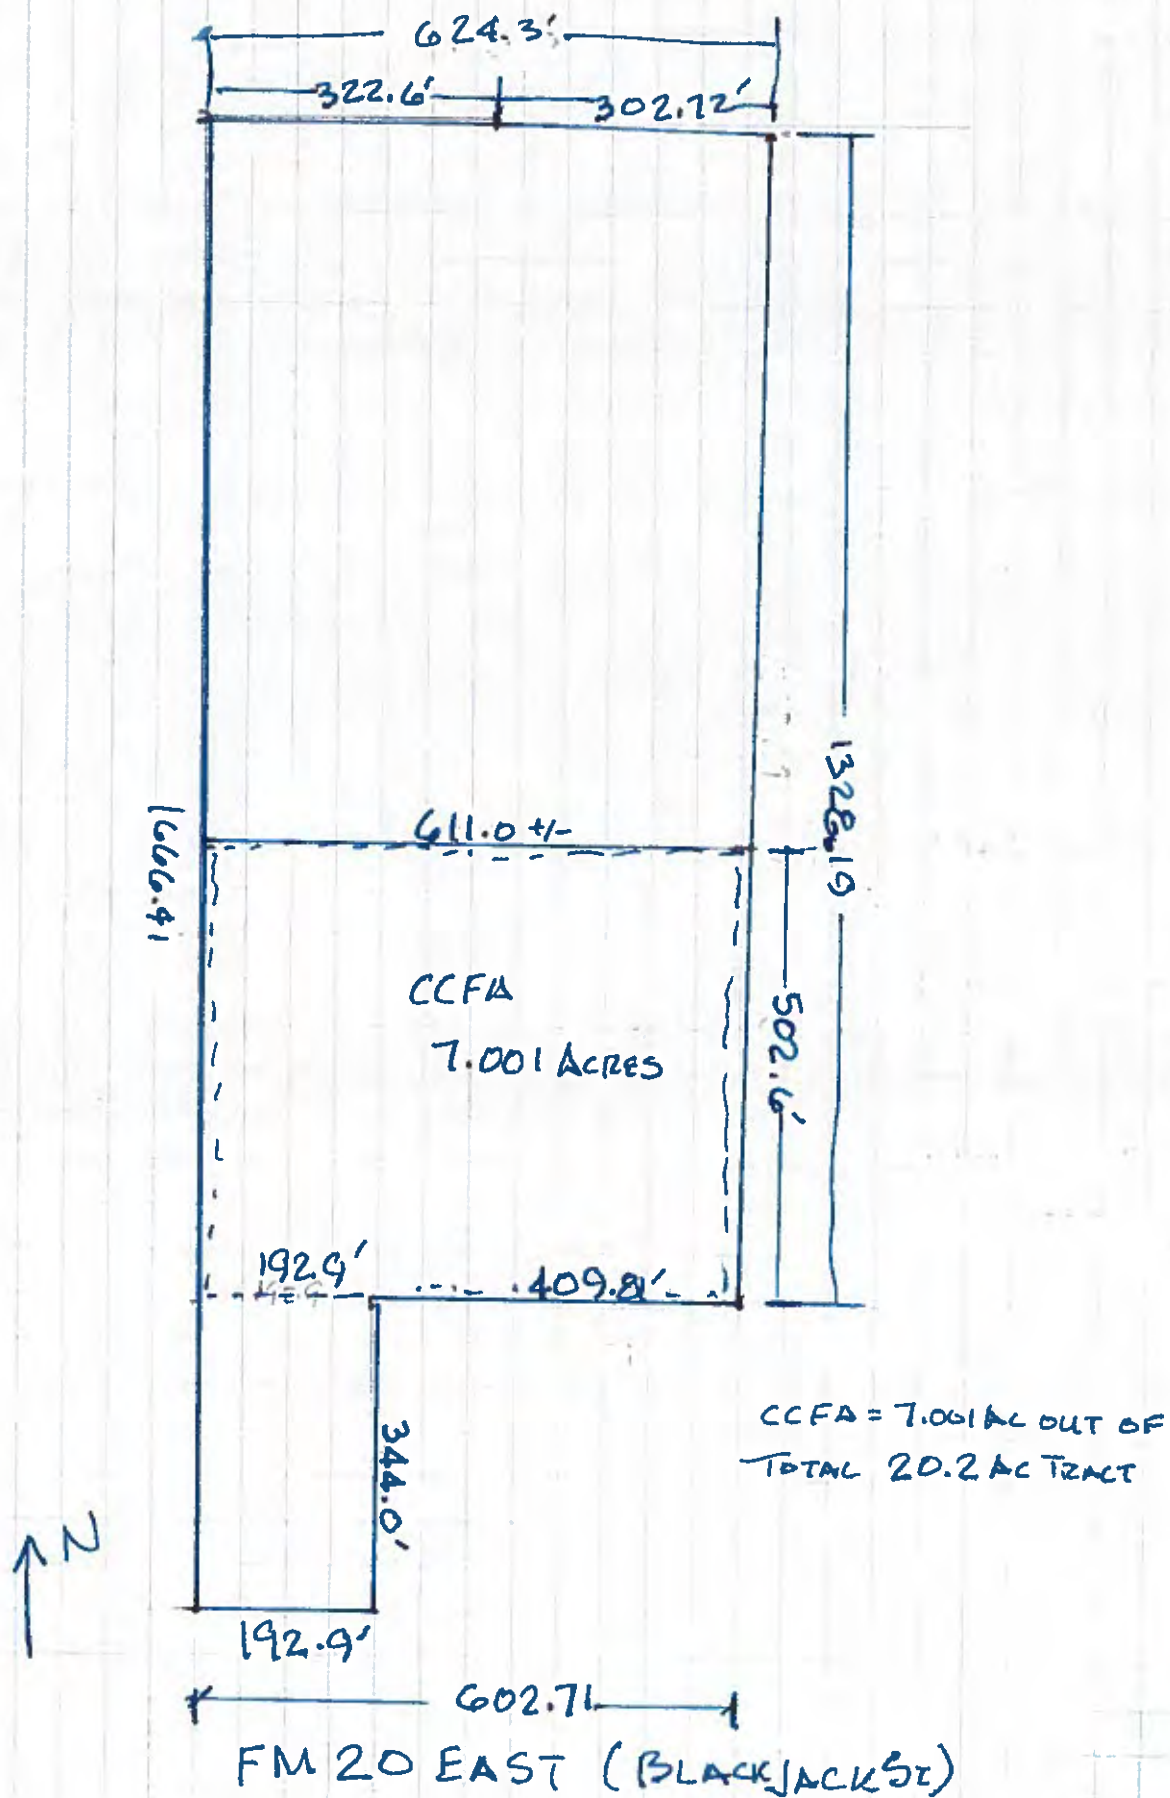 624.3'
322.6' 302.72'
1328.19
1666.41
611.0 +/-
502.6'
CCFA
7.001 ACRES
192.9' 409.81'
344.0'
CCFA = 7.001 AC OUT OF
TOTAL 20.2 AC TRACT
N
192.9'
602.71
FM 20 EAST (BLACKJACK ST)